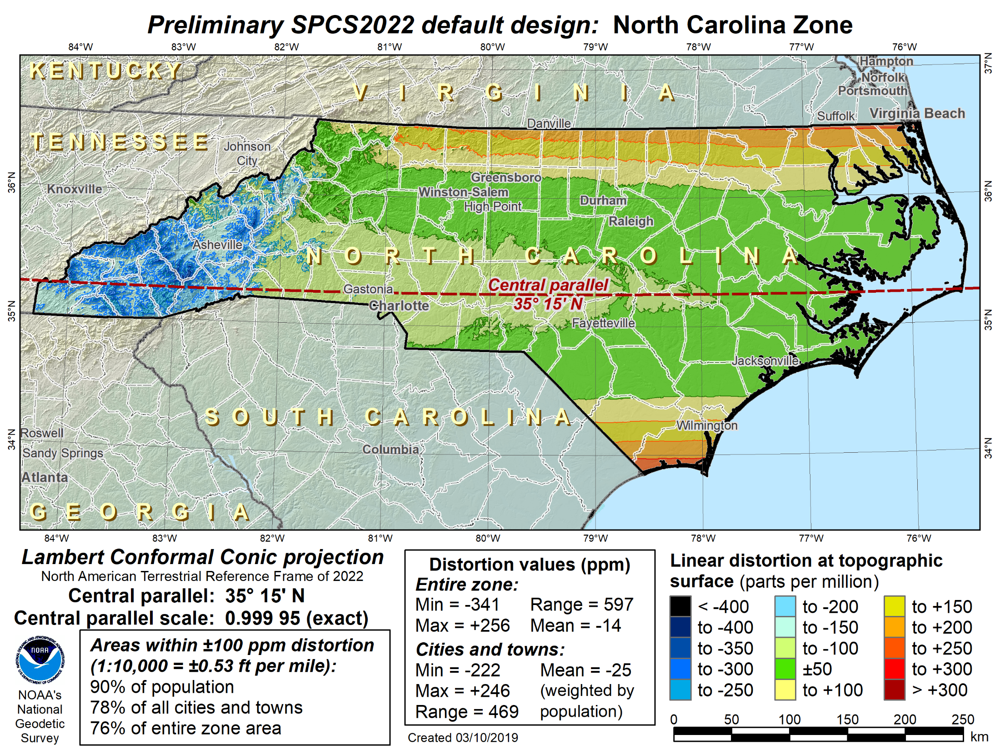 Preliminary SPCS2022 default design: North Carolina Zone
84°W 83°W 82°W 81°W 80°W 79°W 78°W 77°W 76°W
37°N
KENTUCKY
Hampton
Norfolk
Portsmouth
VIRGINIA
Suffolk
Virginia Beach
Danville
TENNESSEE
Johnson
City
36°N
Knoxville
Greensboro
Winston-Salem
High Point
Durham
Raleigh
36°N
Asheville
NORTH CAROLINA
Gastonia
Central parallel
35° 15' N
Charlotte
35°N
Fayetteville
35°N
Jacksonville
SOUTH CAROLINA
Wilmington
34°N
Roswell
Sandy Springs
Columbia
34°N
Atlanta
GEORGIA
84°W 83°W 82°W 81°W 80°W 79°W 78°W 77°W 76°W
Lambert Conformal Conic projection
North American Terrestrial Reference Frame of 2022
Central parallel: 35° 15' N
Central parallel scale: 0.999 95 (exact)
NATIONAL OCEANIC AND ATMOSPHERIC ADMINISTRATION
NOAA
U.S. DEPARTMENT OF COMMERCE
NOAA's
National
Geodetic
Survey
Areas within ±100 ppm distortion
(1:10,000 = ±0.53 ft per mile):
90% of population
78% of all cities and towns
76% of entire zone area
Distortion values (ppm)
Entire zone:
Min = -341 Range = 597
Max = +256 Mean = -14
Cities and towns:
Min = -222 Mean = -25
Max = +246 (weighted by
Range = 469 population)
Created 03/10/2019
Linear distortion at topographic
surface (parts per million)
< -400 to -200 to +150
to -400 to -150 to +200
to -350 to -100 to +250
to -300 ±50 to +300
to -250 to +100 > +300
0 50 100 150 200 250
km